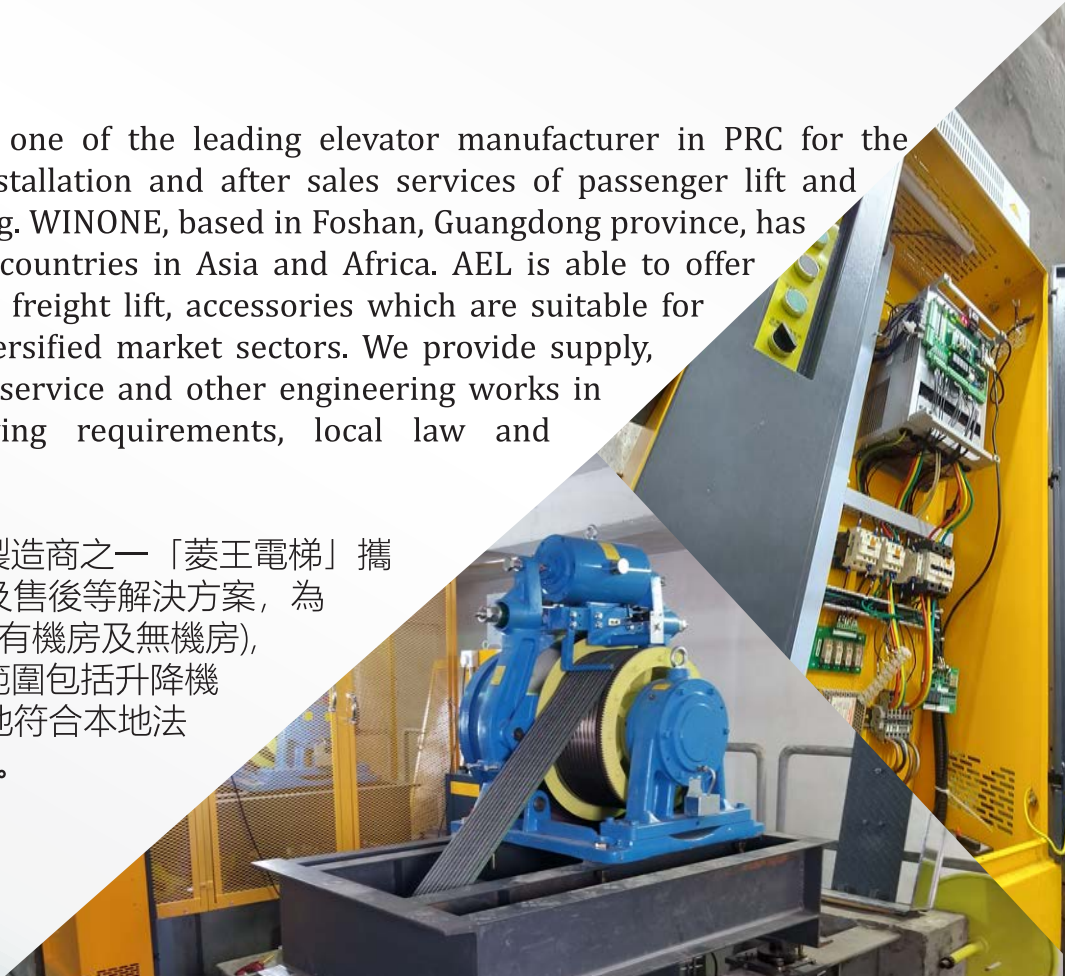 one of the leading elevator manufacturer in PRC for the
stallation and after sales services of passenger lift and
g. WINONE, based in Foshan, Guangdong province, has
countries in Asia and Africa. AEL is able to offer
freight lift, accessories which are suitable for
ersified market sectors. We provide supply,
service and other engineering works in
ing requirements, local law and
製造商之一「菱王電梯」攜
及售後等解決方案，為
有機房及無機房),
範圍包括升降機
地符合本地法
。